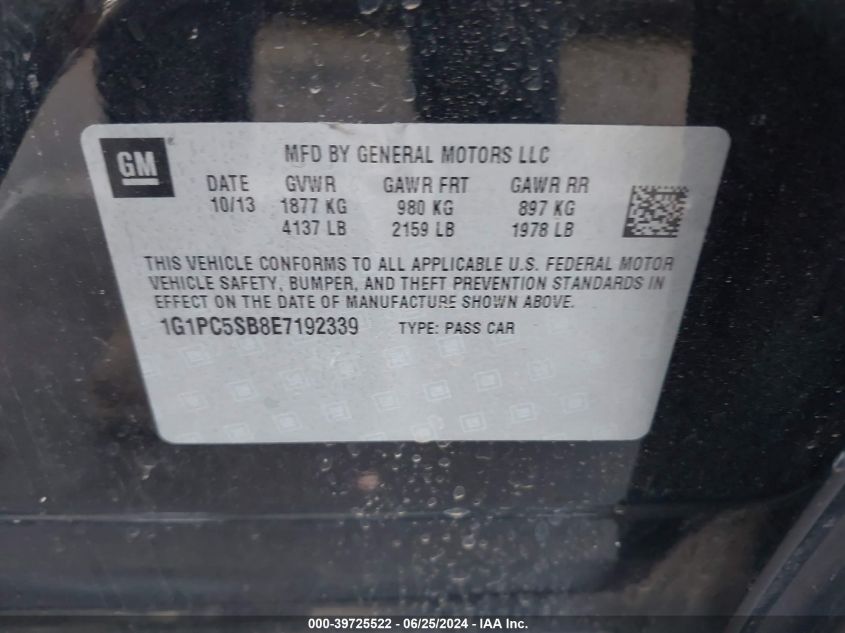 GM ®
MFD BY GENERAL MOTORS LLC
DATE GVWR GAWR FRT GAWR RR
10/13 1877 KG 980 KG 897 KG
4137 LB 2159 LB 1978 LB
THIS VEHICLE CONFORMS TO ALL APPLICABLE U.S. FEDERAL MOTOR
VEHICLE SAFETY, BUMPER, AND THEFT PREVENTION STANDARDS IN
EFFECT ON THE DATE OF MANUFACTURE SHOWN ABOVE.
1G1PC5SB8E7192339 TYPE: PASS CAR
000-39725522 - 06/25/2024 - IAA Inc.